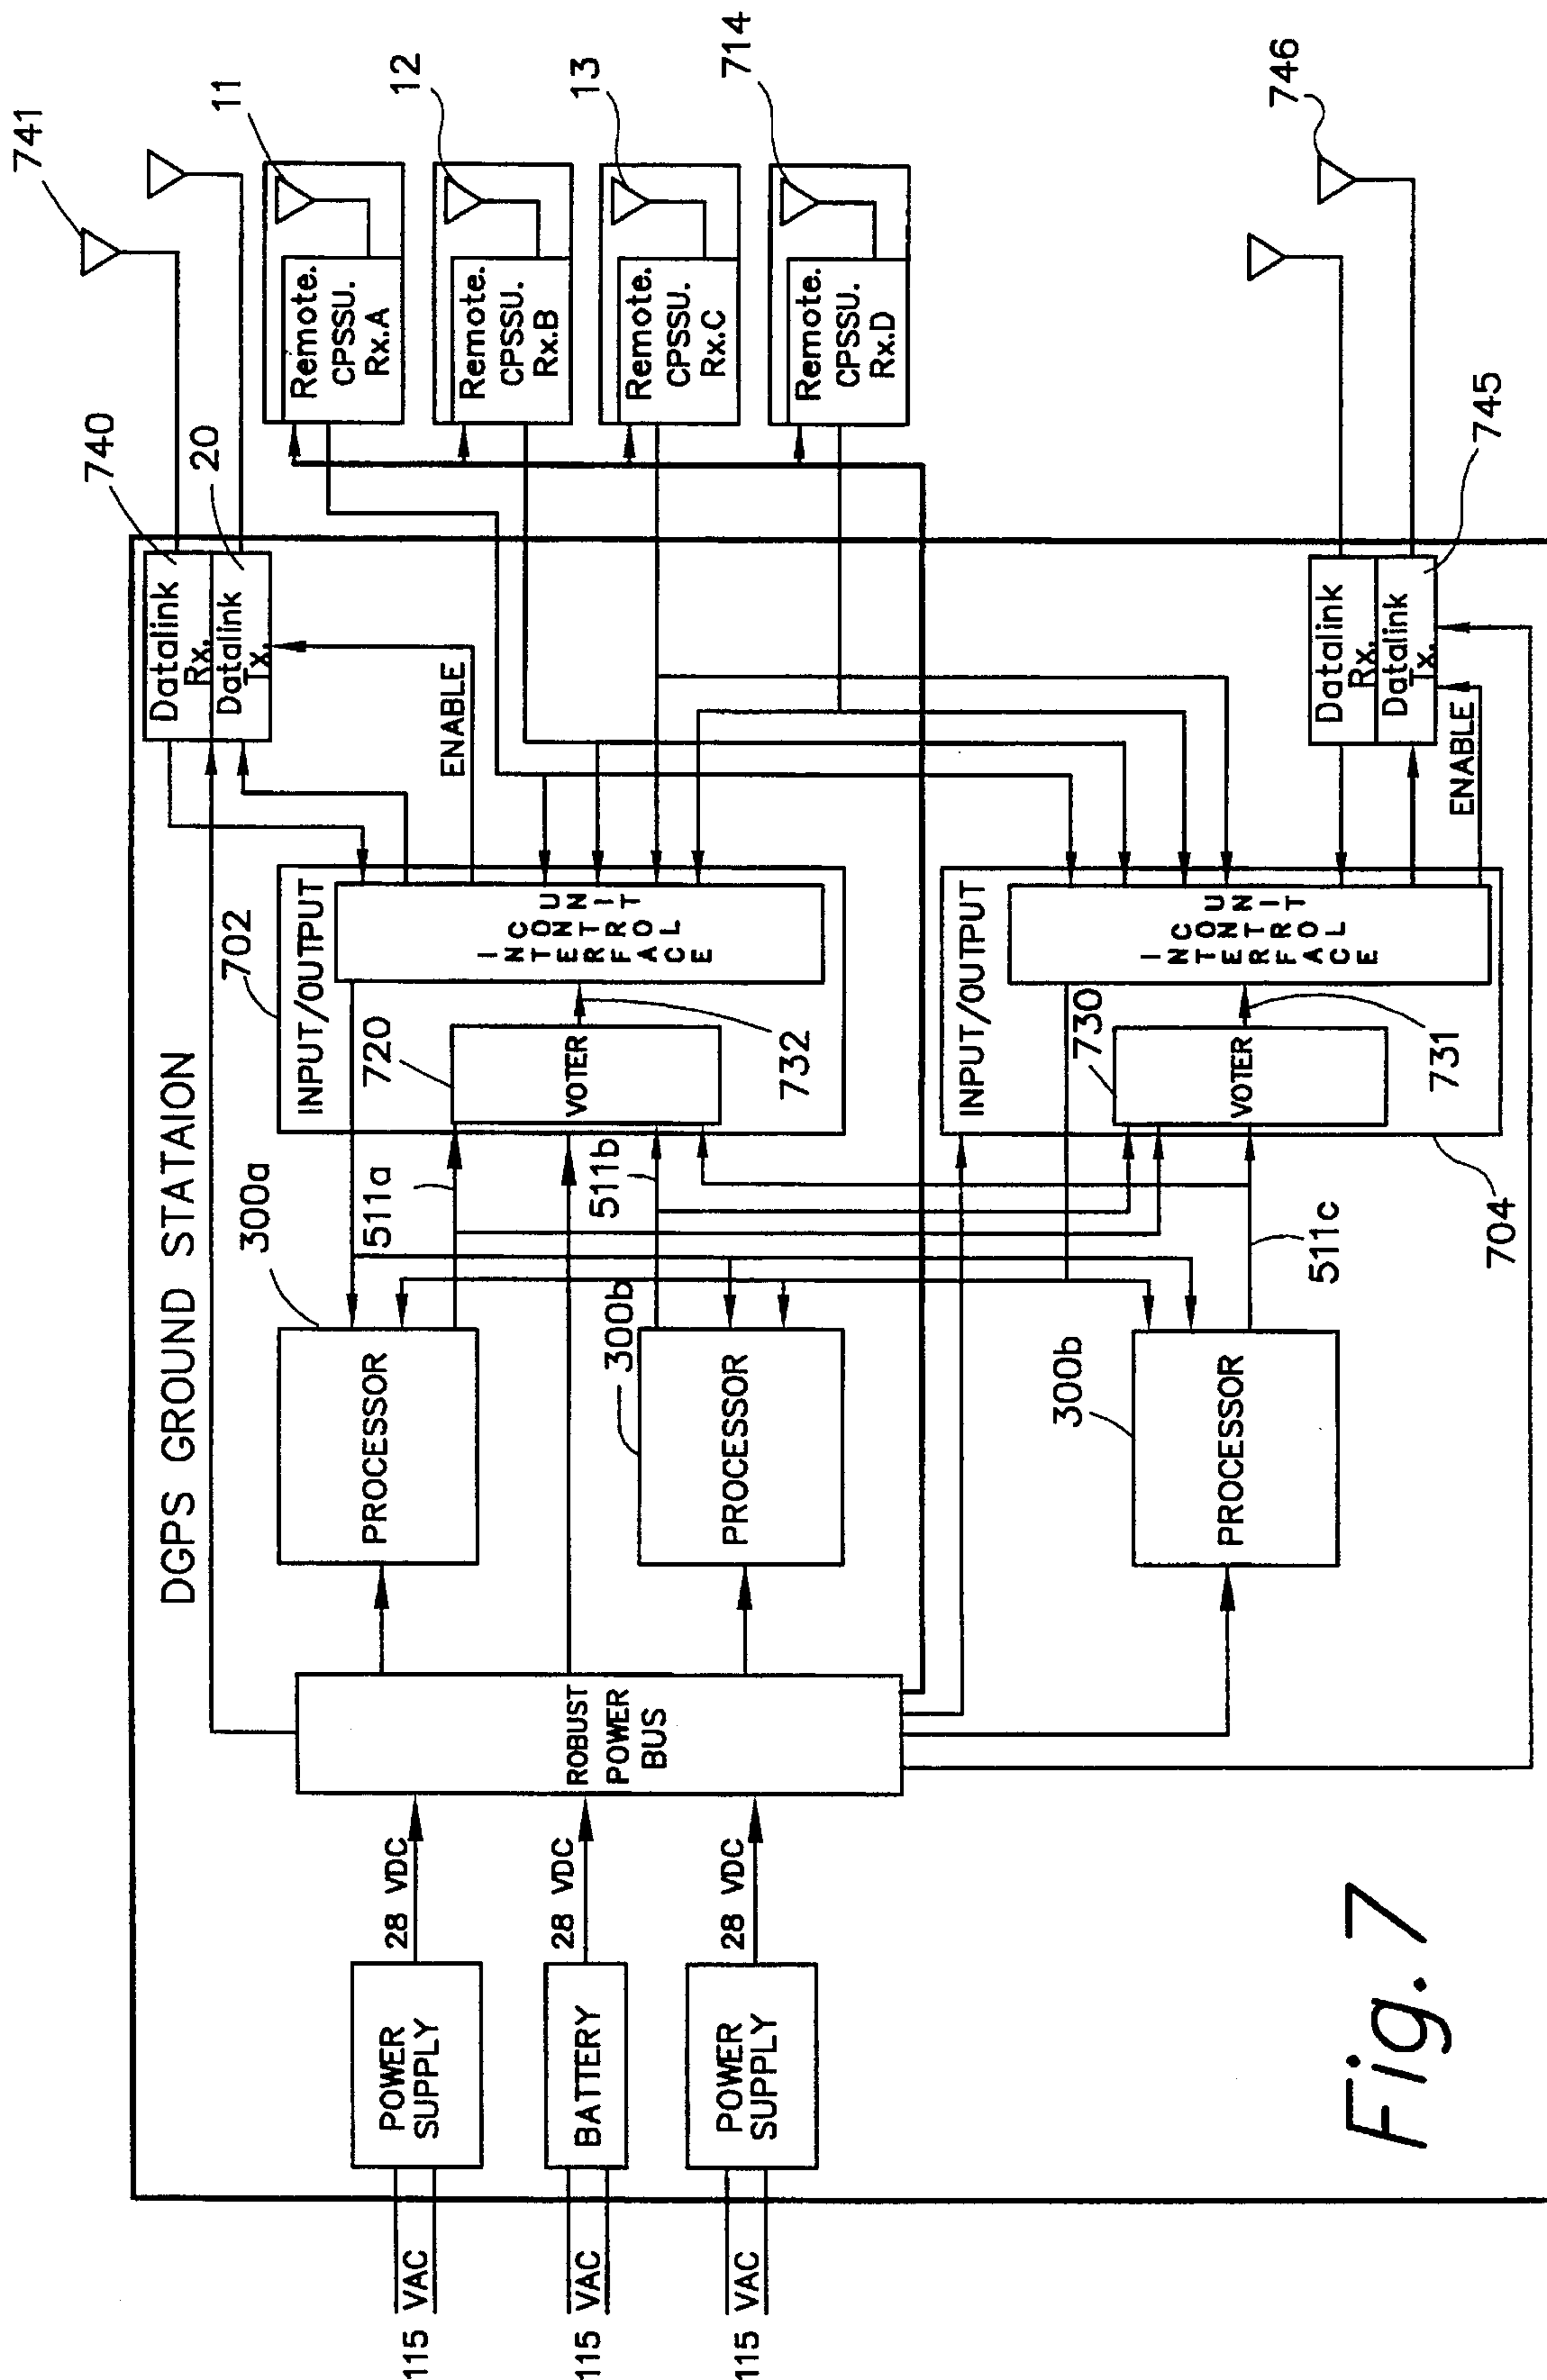 DGPS GROUND STATAION
115 VAC
115 VAC
115 VAC
POWER
SUPPLY
BATTERY
POWER
SUPPLY
28 VDC
28 VDC
28 VDC
ROBUST
POWER
BUS
PROCESSOR
300a
PROCESSOR
300b
PROCESSOR
300b
511a
511b
511c
702
INPUT/OUTPUT
720
VOTER
732
INTERFACE
CONTROL
UNIT
704
INPUT/OUTPUT
730
VOTER
731
INTERFACE
CONTROL
UNIT
ENABLE
ENABLE
Datalink
Rx.
Datalink
Tx.
740
20
741
Remote.
CPSSU.
Rx.A
11
Remote.
CPSSU.
Rx.B
12
Remote.
CPSSU.
Rx.C
13
Remote.
CPSSU.
Rx.D
714
Datalink
Rx.
Datalink
Tx.
745
746
Fig. 7